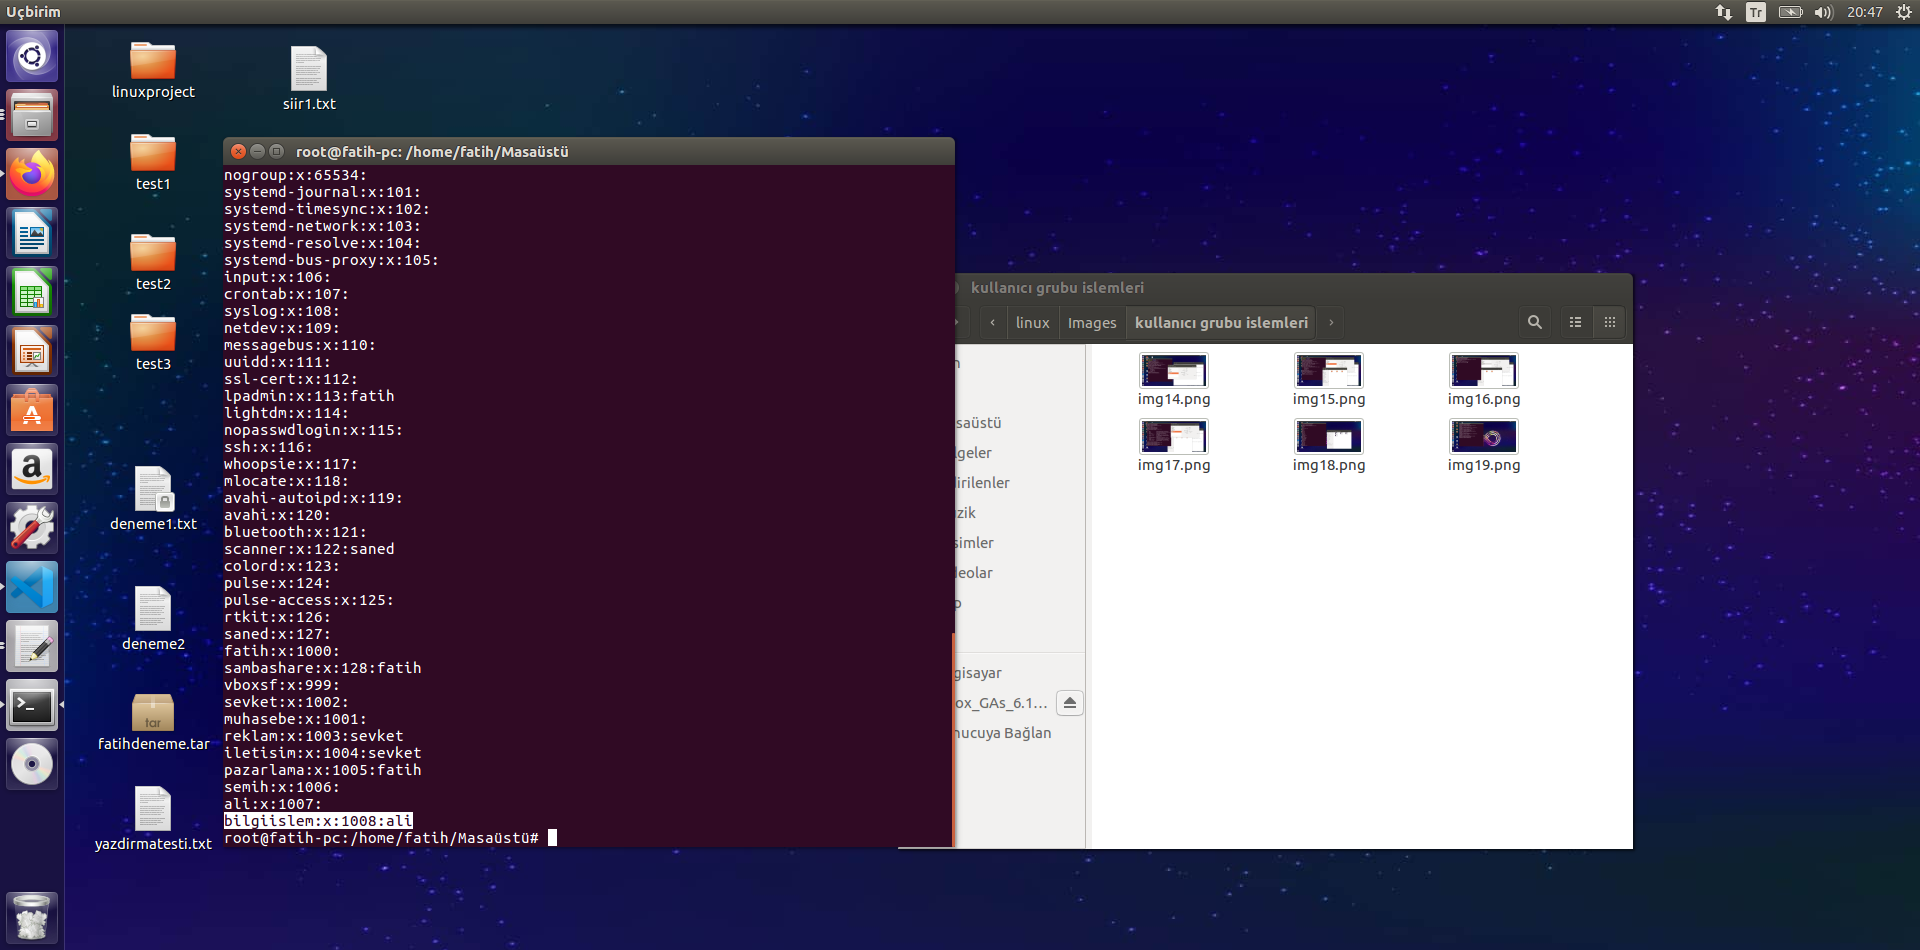 Uçbirim
Tr
20:47
linuxproject
siir1.txt
test1
test2
test3
deneme1.txt
deneme2
tar
fatihdeneme.tar
yazdirmatesti.txt
root@fatih-pc: /home/fatih/Masaüstü
nogroup:x:65534:
systemd-journal:x:101:
systemd-timesync:x:102:
systemd-network:x:103:
systemd-resolve:x:104:
systemd-bus-proxy:x:105:
input:x:106:
crontab:x:107:
syslog:x:108:
netdev:x:109:
messagebus:x:110:
uuidd:x:111:
ssl-cert:x:112:
lpadmin:x:113:fatih
lightdm:x:114:
nopasswdlogin:x:115:
ssh:x:116:
whoopsie:x:117:
mlocate:x:118:
avahi-autoipd:x:119:
avahi:x:120:
bluetooth:x:121:
scanner:x:122:saned
colord:x:123:
pulse:x:124:
pulse-access:x:125:
rtkit:x:126:
saned:x:127:
fatih:x:1000:
sambashare:x:128:fatih
vboxsf:x:999:
sevket:x:1002:
muhasebe:x:1001:
reklam:x:1003:sevket
iletisim:x:1004:sevket
pazarlama:x:1005:fatih
semih:x:1006:
ali:x:1007:
bilgiislem:x:1008:ali
root@fatih-pc:/home/fatih/Masaüstü#
kullanıcı grubu islemleri
linux
Images
kullanıcı grubu islemleri
saüstü
lgeler
irilenler
zik
simler
leolar
p
gisayar
ox_GAs_6.1...
nucuya Bağlan
img14.png
img15.png
img16.png
img17.png
img18.png
img19.png